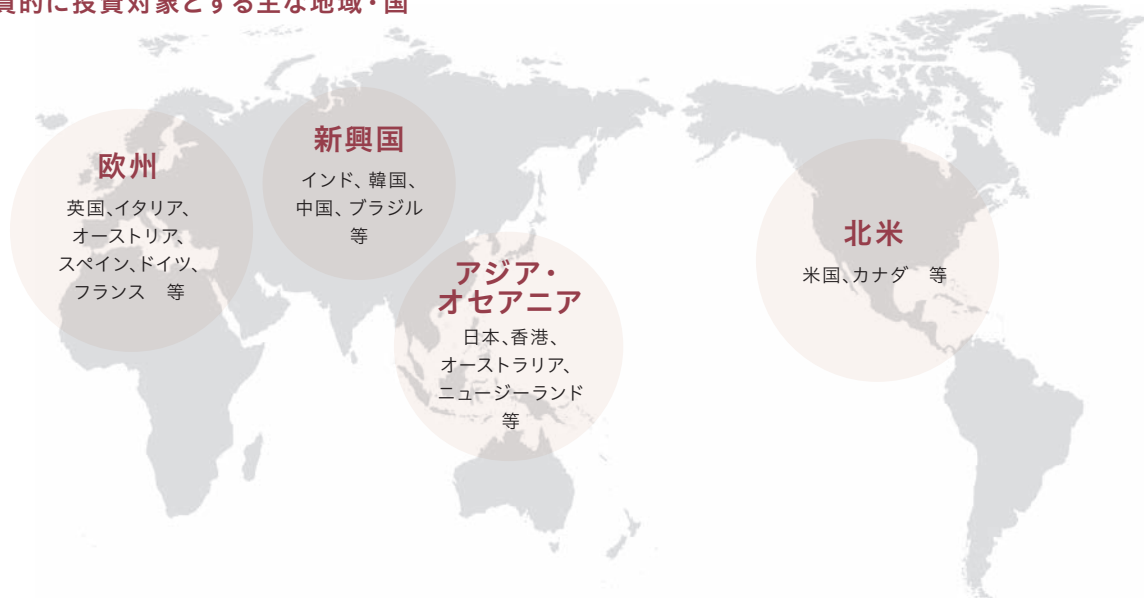 質的に投資対象とする主な地域・国
欧州
英国、イタリア、
オーストリア、
スペイン、ドイツ、
フランス　等
新興国
インド、韓国、
中国、ブラジル
等
アジア・
オセアニア
日本、香港、
オーストラリア、
ニュージーランド
等
北米
米国、カナダ　等